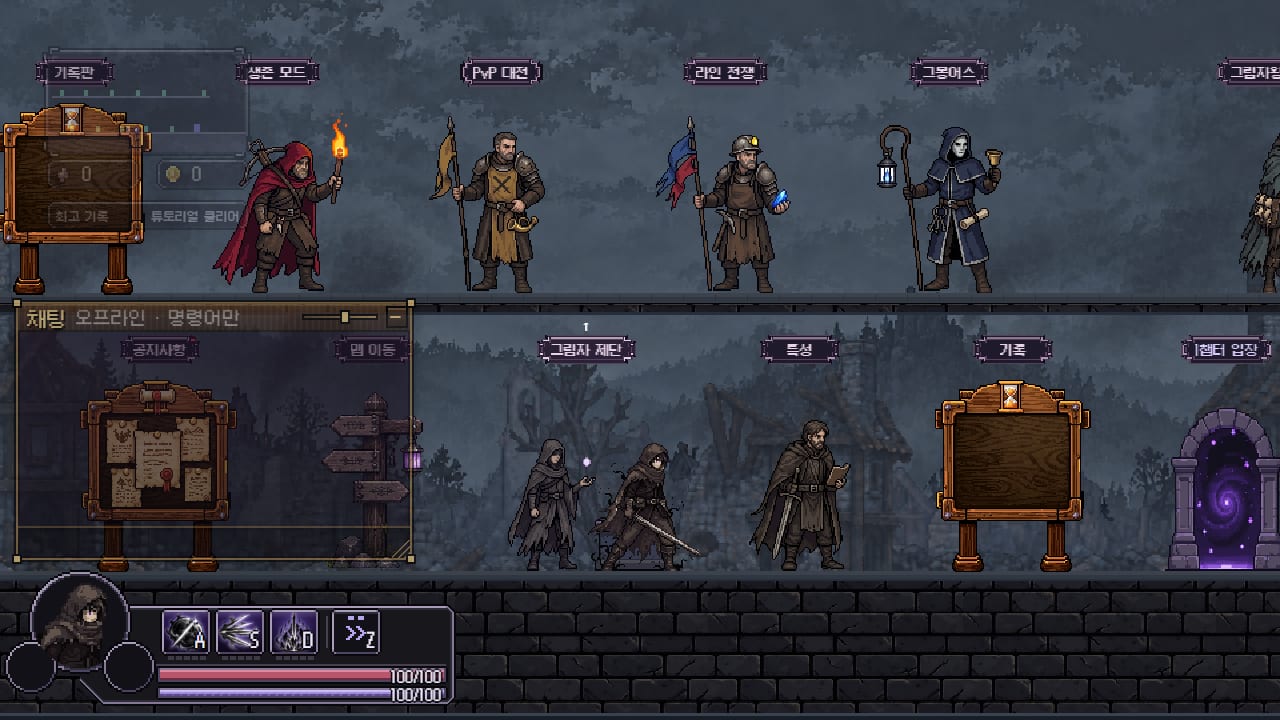 기록판
생존 모드
PvP 대전
라인 전쟁
그몽어스
0
0
최고 기록
튜토리얼 클리어
채팅 오프라인 · 명령어만
공지사항
맵 이동
1
그림자 제단
특성
기록
1챕터 입장
A
S
D
Z
100/100
100/100